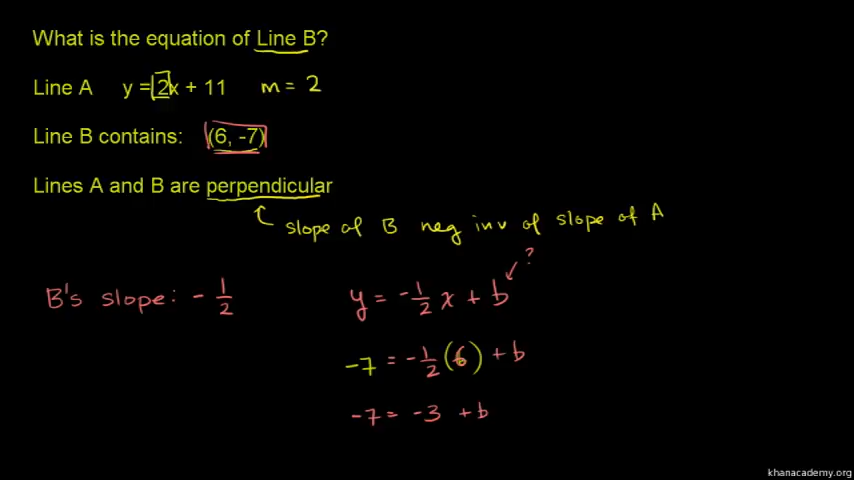 What is the equation of Line B?
Line A y = 2x + 11 m = 2
Line B contains: (6, -7)
Lines A and B are perpendicular
slope of B neg inv of slope of A
?
B's slope: - 1/2 y = - 1/2 x + b
-7 = - 1/2 (6) + b
-7 = -3 + b
khanacademy.org